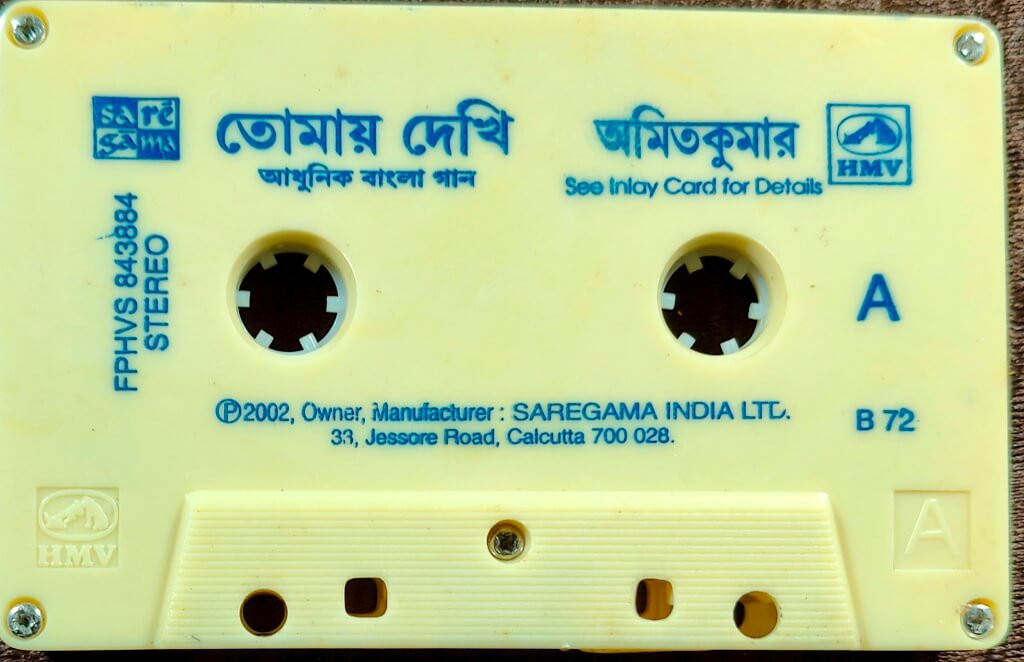 sa rē
ga ma
তোমায় দেখি
আধুনিক বাংলা গান
অমিতকুমার
See Inlay Card for Details
HMV
FPHVS 843884
STEREO
A
Ⓟ2002, Owner, Manufacturer : SAREGAMA INDIA LTD.
33, Jessore Road, Calcutta 700 028.
B 72
HMV
A